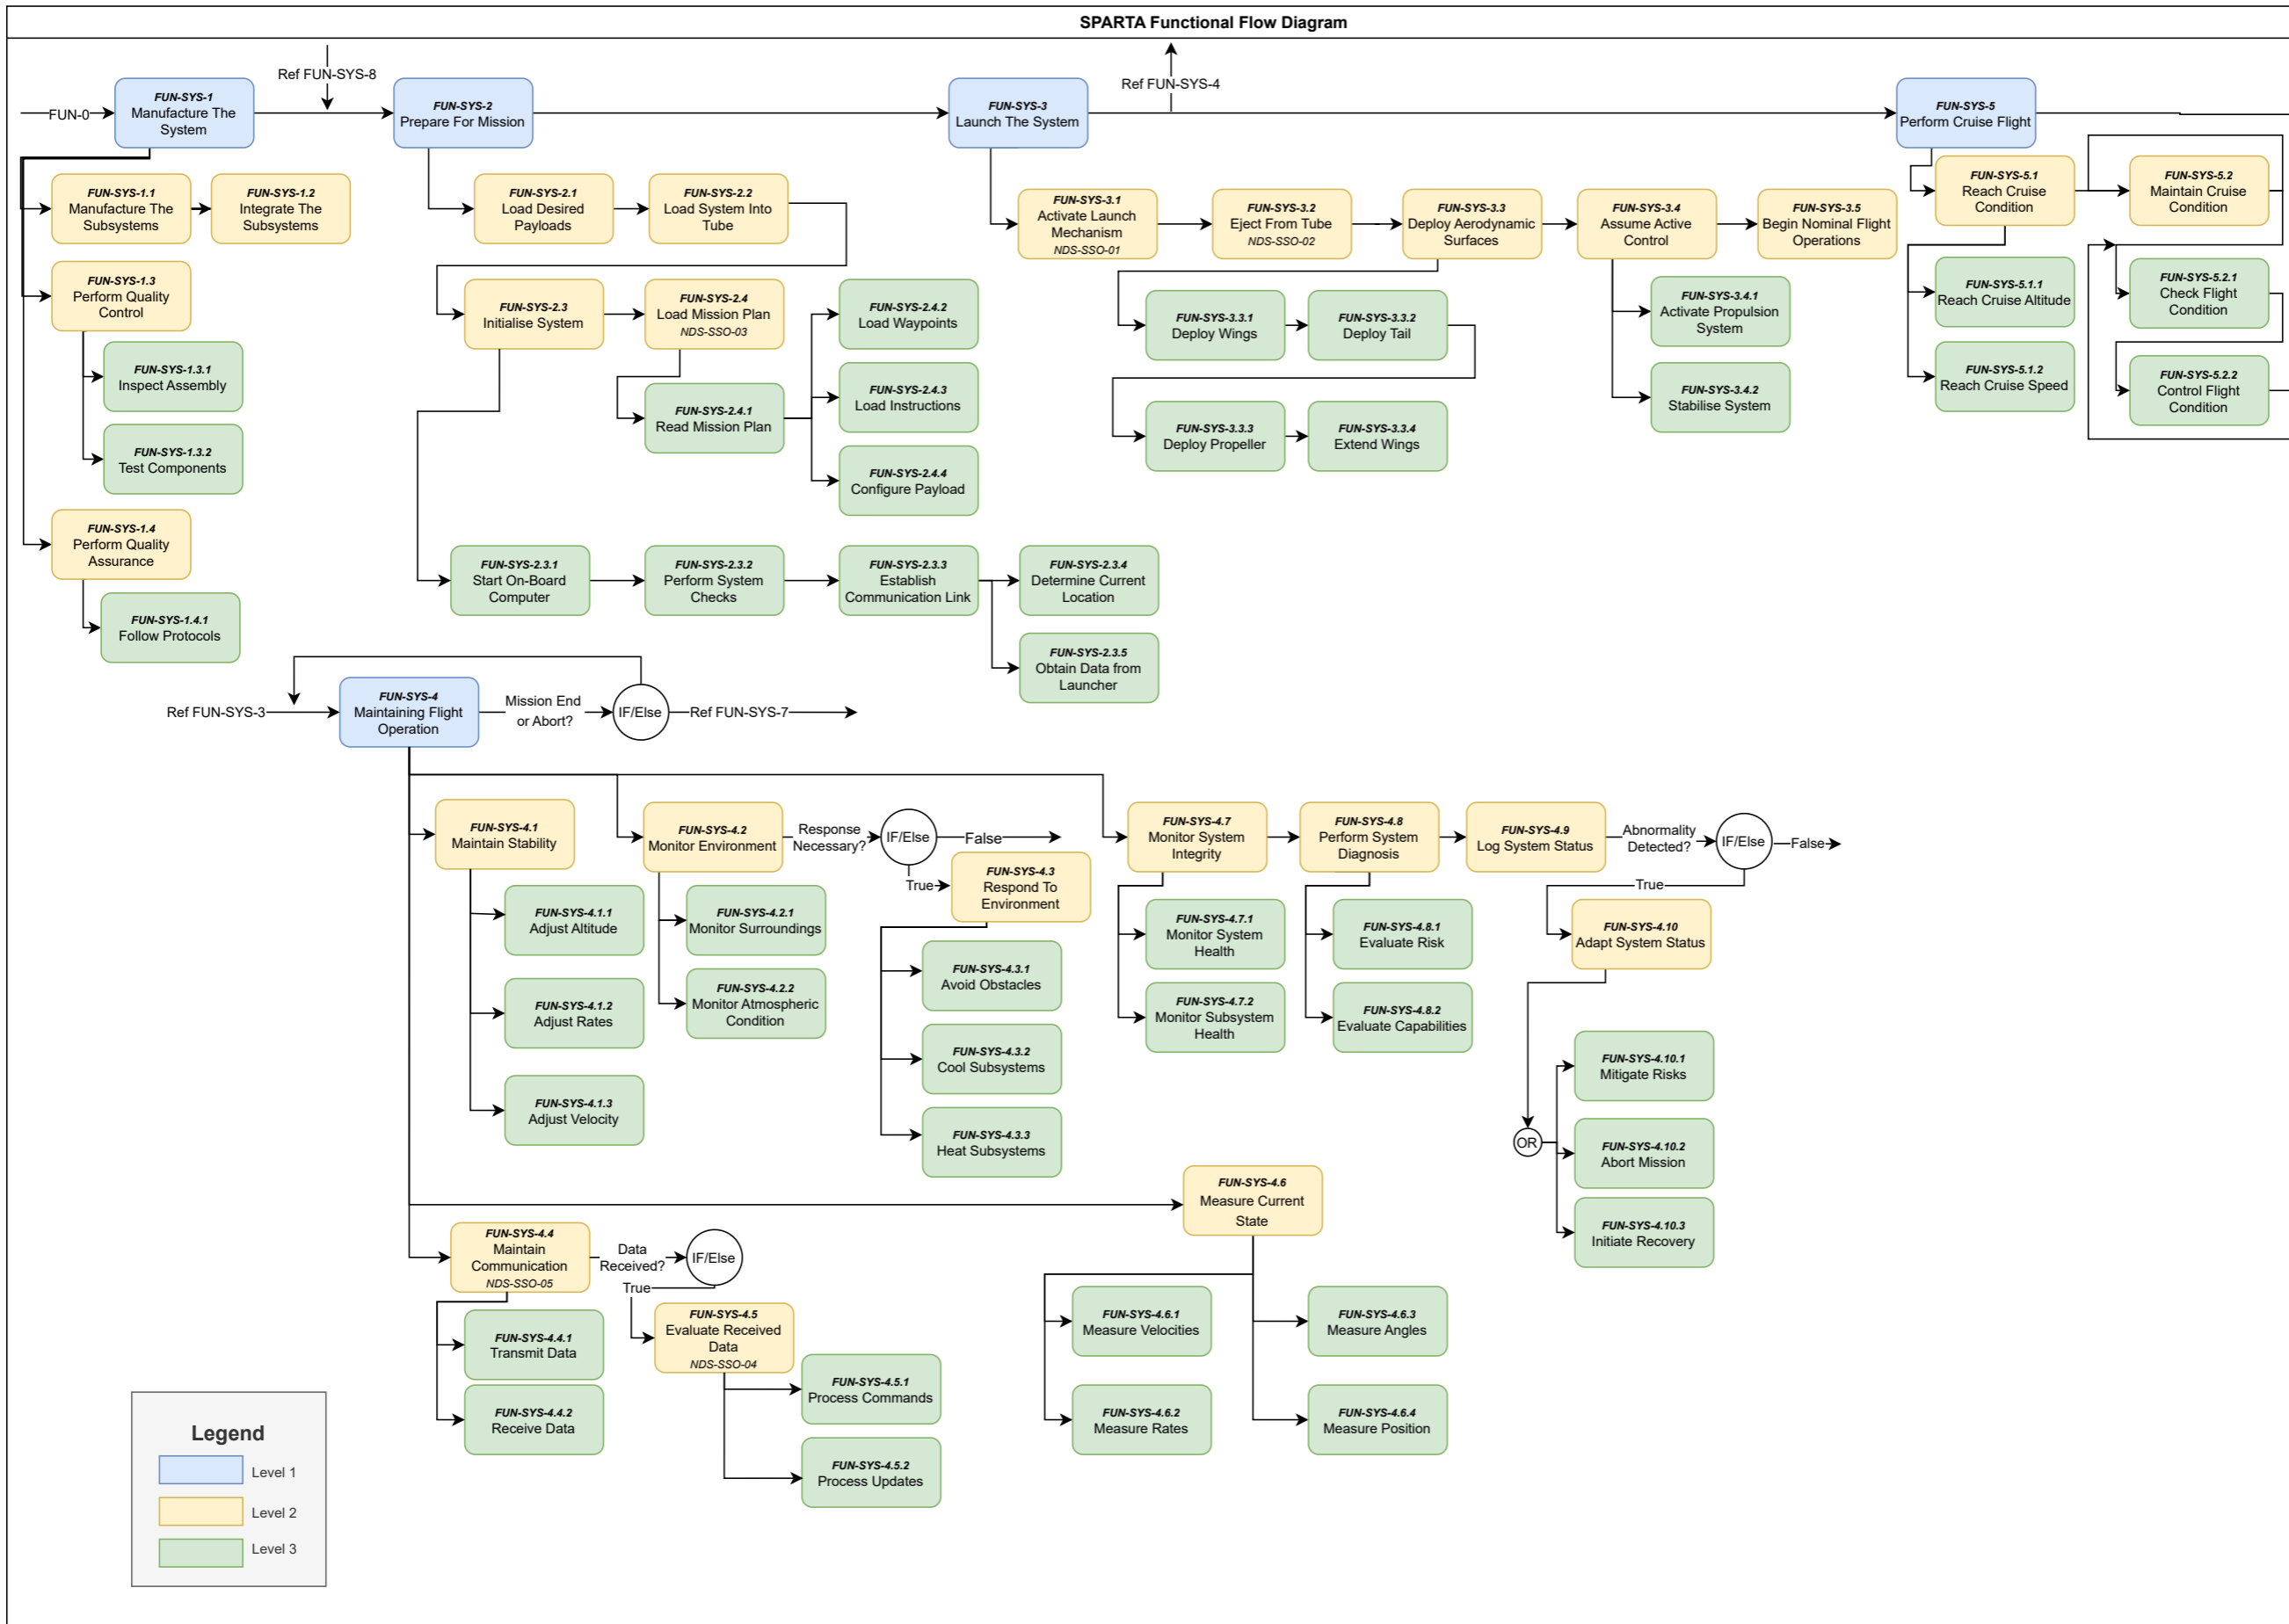 SPARTA Functional Flow Diagram
Ref FUN-SYS-8
Ref FUN-SYS-4
FUN-0
FUN-SYS-1
Manufacture The
System
FUN-SYS-2
Prepare For Mission
FUN-SYS-3
Launch The System
FUN-SYS-5
Perform Cruise Flight
FUN-SYS-1.1
Manufacture The
Subsystems
FUN-SYS-1.2
Integrate The
Subsystems
FUN-SYS-1.3
Perform Quality
Control
FUN-SYS-1.3.1
Inspect Assembly
FUN-SYS-1.3.2
Test Components
FUN-SYS-1.4
Perform Quality
Assurance
FUN-SYS-1.4.1
Follow Protocols
FUN-SYS-2.1
Load Desired
Payloads
FUN-SYS-2.2
Load System Into
Tube
FUN-SYS-2.3
Initialise System
FUN-SYS-2.4
Load Mission Plan
NDS-SSO-03
FUN-SYS-2.4.1
Read Mission Plan
FUN-SYS-2.4.2
Load Waypoints
FUN-SYS-2.4.3
Load Instructions
FUN-SYS-2.4.4
Configure Payload
FUN-SYS-2.3.1
Start On-Board
Computer
FUN-SYS-2.3.2
Perform System
Checks
FUN-SYS-2.3.3
Establish
Communication Link
FUN-SYS-2.3.4
Determine Current
Location
FUN-SYS-2.3.5
Obtain Data from
Launcher
FUN-SYS-3.1
Activate Launch
Mechanism
NDS-SSO-01
FUN-SYS-3.2
Eject From Tube
NDS-SSO-02
FUN-SYS-3.3
Deploy Aerodynamic
Surfaces
FUN-SYS-3.4
Assume Active
Control
FUN-SYS-3.5
Begin Nominal Flight
Operations
FUN-SYS-3.3.1
Deploy Wings
FUN-SYS-3.3.2
Deploy Tail
FUN-SYS-3.3.3
Deploy Propeller
FUN-SYS-3.3.4
Extend Wings
FUN-SYS-3.4.1
Activate Propulsion
System
FUN-SYS-3.4.2
Stabilise System
FUN-SYS-5.1
Reach Cruise
Condition
FUN-SYS-5.2
Maintain Cruise
Condition
FUN-SYS-5.1.1
Reach Cruise Altitude
FUN-SYS-5.1.2
Reach Cruise Speed
FUN-SYS-5.2.1
Check Flight
Condition
FUN-SYS-5.2.2
Control Flight
Condition
Ref FUN-SYS-3
FUN-SYS-4
Maintaining Flight
Operation
Mission End
or Abort?
IF/Else
Ref FUN-SYS-7
FUN-SYS-4.1
Maintain Stability
FUN-SYS-4.1.1
Adjust Altitude
FUN-SYS-4.1.2
Adjust Rates
FUN-SYS-4.1.3
Adjust Velocity
FUN-SYS-4.2
Monitor Environment
Response
Necessary?
IF/Else
False
True
FUN-SYS-4.2.1
Monitor Surroundings
FUN-SYS-4.2.2
Monitor Atmospheric
Condition
FUN-SYS-4.3
Respond To
Environment
FUN-SYS-4.3.1
Avoid Obstacles
FUN-SYS-4.3.2
Cool Subsystems
FUN-SYS-4.3.3
Heat Subsystems
FUN-SYS-4.7
Monitor System
Integrity
FUN-SYS-4.8
Perform System
Diagnosis
FUN-SYS-4.9
Log System Status
Abnormality
Detected?
IF/Else
False
True
FUN-SYS-4.7.1
Monitor System
Health
FUN-SYS-4.7.2
Monitor Subsystem
Health
FUN-SYS-4.8.1
Evaluate Risk
FUN-SYS-4.8.2
Evaluate Capabilities
FUN-SYS-4.10
Adapt System Status
OR
FUN-SYS-4.10.1
Mitigate Risks
FUN-SYS-4.10.2
Abort Mission
FUN-SYS-4.10.3
Initiate Recovery
FUN-SYS-4.4
Maintain
Communication
NDS-SSO-05
Data
Received?
IF/Else
True
FUN-SYS-4.4.1
Transmit Data
FUN-SYS-4.4.2
Receive Data
FUN-SYS-4.5
Evaluate Received
Data
NDS-SSO-04
FUN-SYS-4.5.1
Process Commands
FUN-SYS-4.5.2
Process Updates
FUN-SYS-4.6
Measure Current
State
FUN-SYS-4.6.1
Measure Velocities
FUN-SYS-4.6.2
Measure Rates
FUN-SYS-4.6.3
Measure Angles
FUN-SYS-4.6.4
Measure Position
Legend
Level 1
Level 2
Level 3